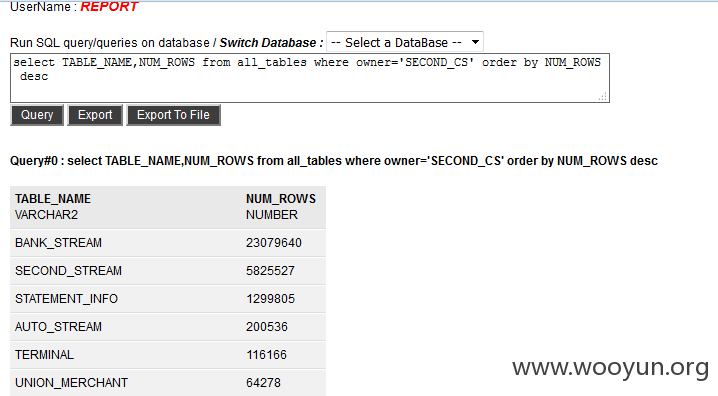 UserName : REPORT
Run SQL query/queries on database / Switch Database : -- Select a DataBase --
select TABLE_NAME,NUM_ROWS from all_tables where owner='SECOND_CS' order by NUM_ROWS
desc
Query Export Export To File
Query#0 : select TABLE_NAME,NUM_ROWS from all_tables where owner='SECOND_CS' order by NUM_ROWS desc
TABLE_NAME NUM_ROWS
VARCHAR2 NUMBER
BANK_STREAM 23079640
SECOND_STREAM 5825527
STATEMENT_INFO 1299805
AUTO_STREAM 200536
TERMINAL 116166
UNION_MERCHANT 64278
www.wooyun.org